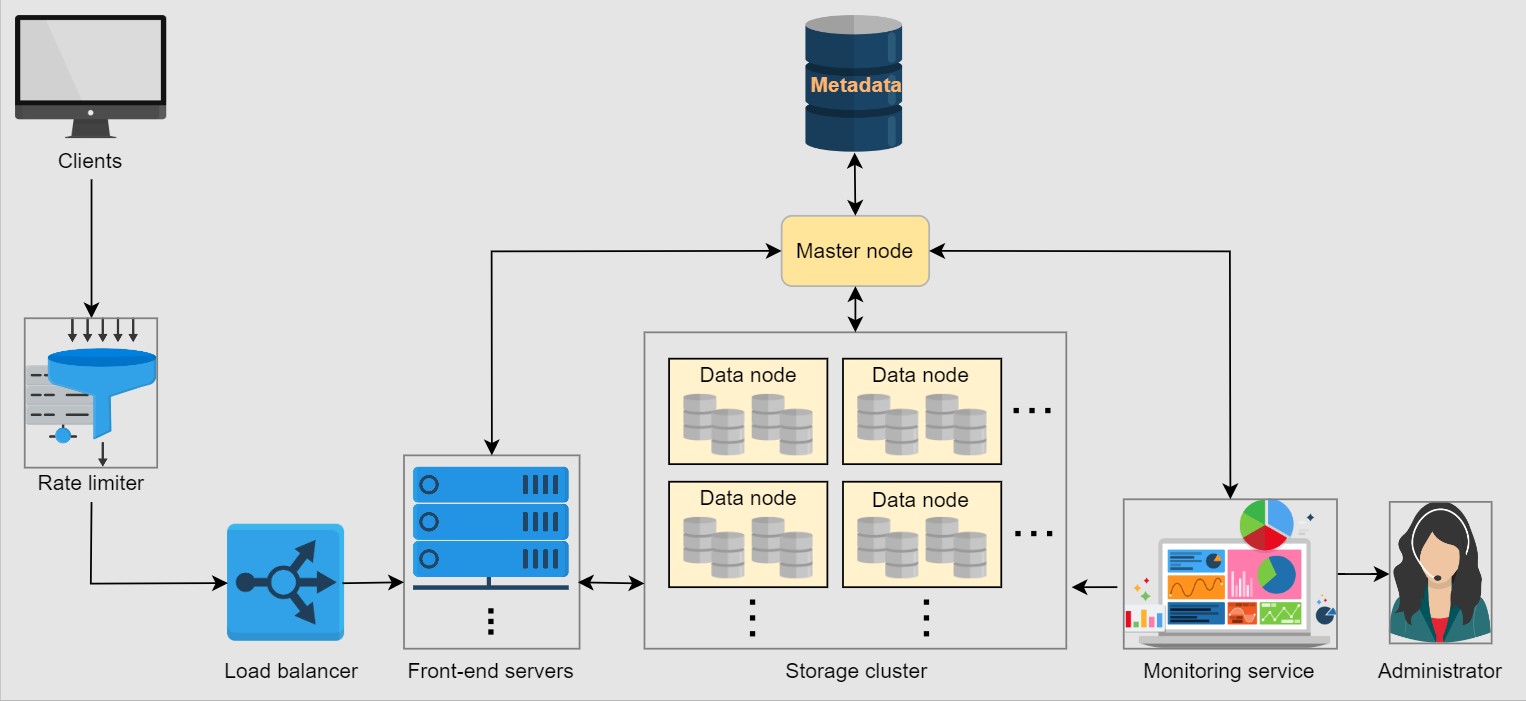 Metadata
Clients
Master node
Data node
Data node
Rate limiter
Data node
Data node
Load balancer
Front-end servers
Storage cluster
Monitoring service
Administrator